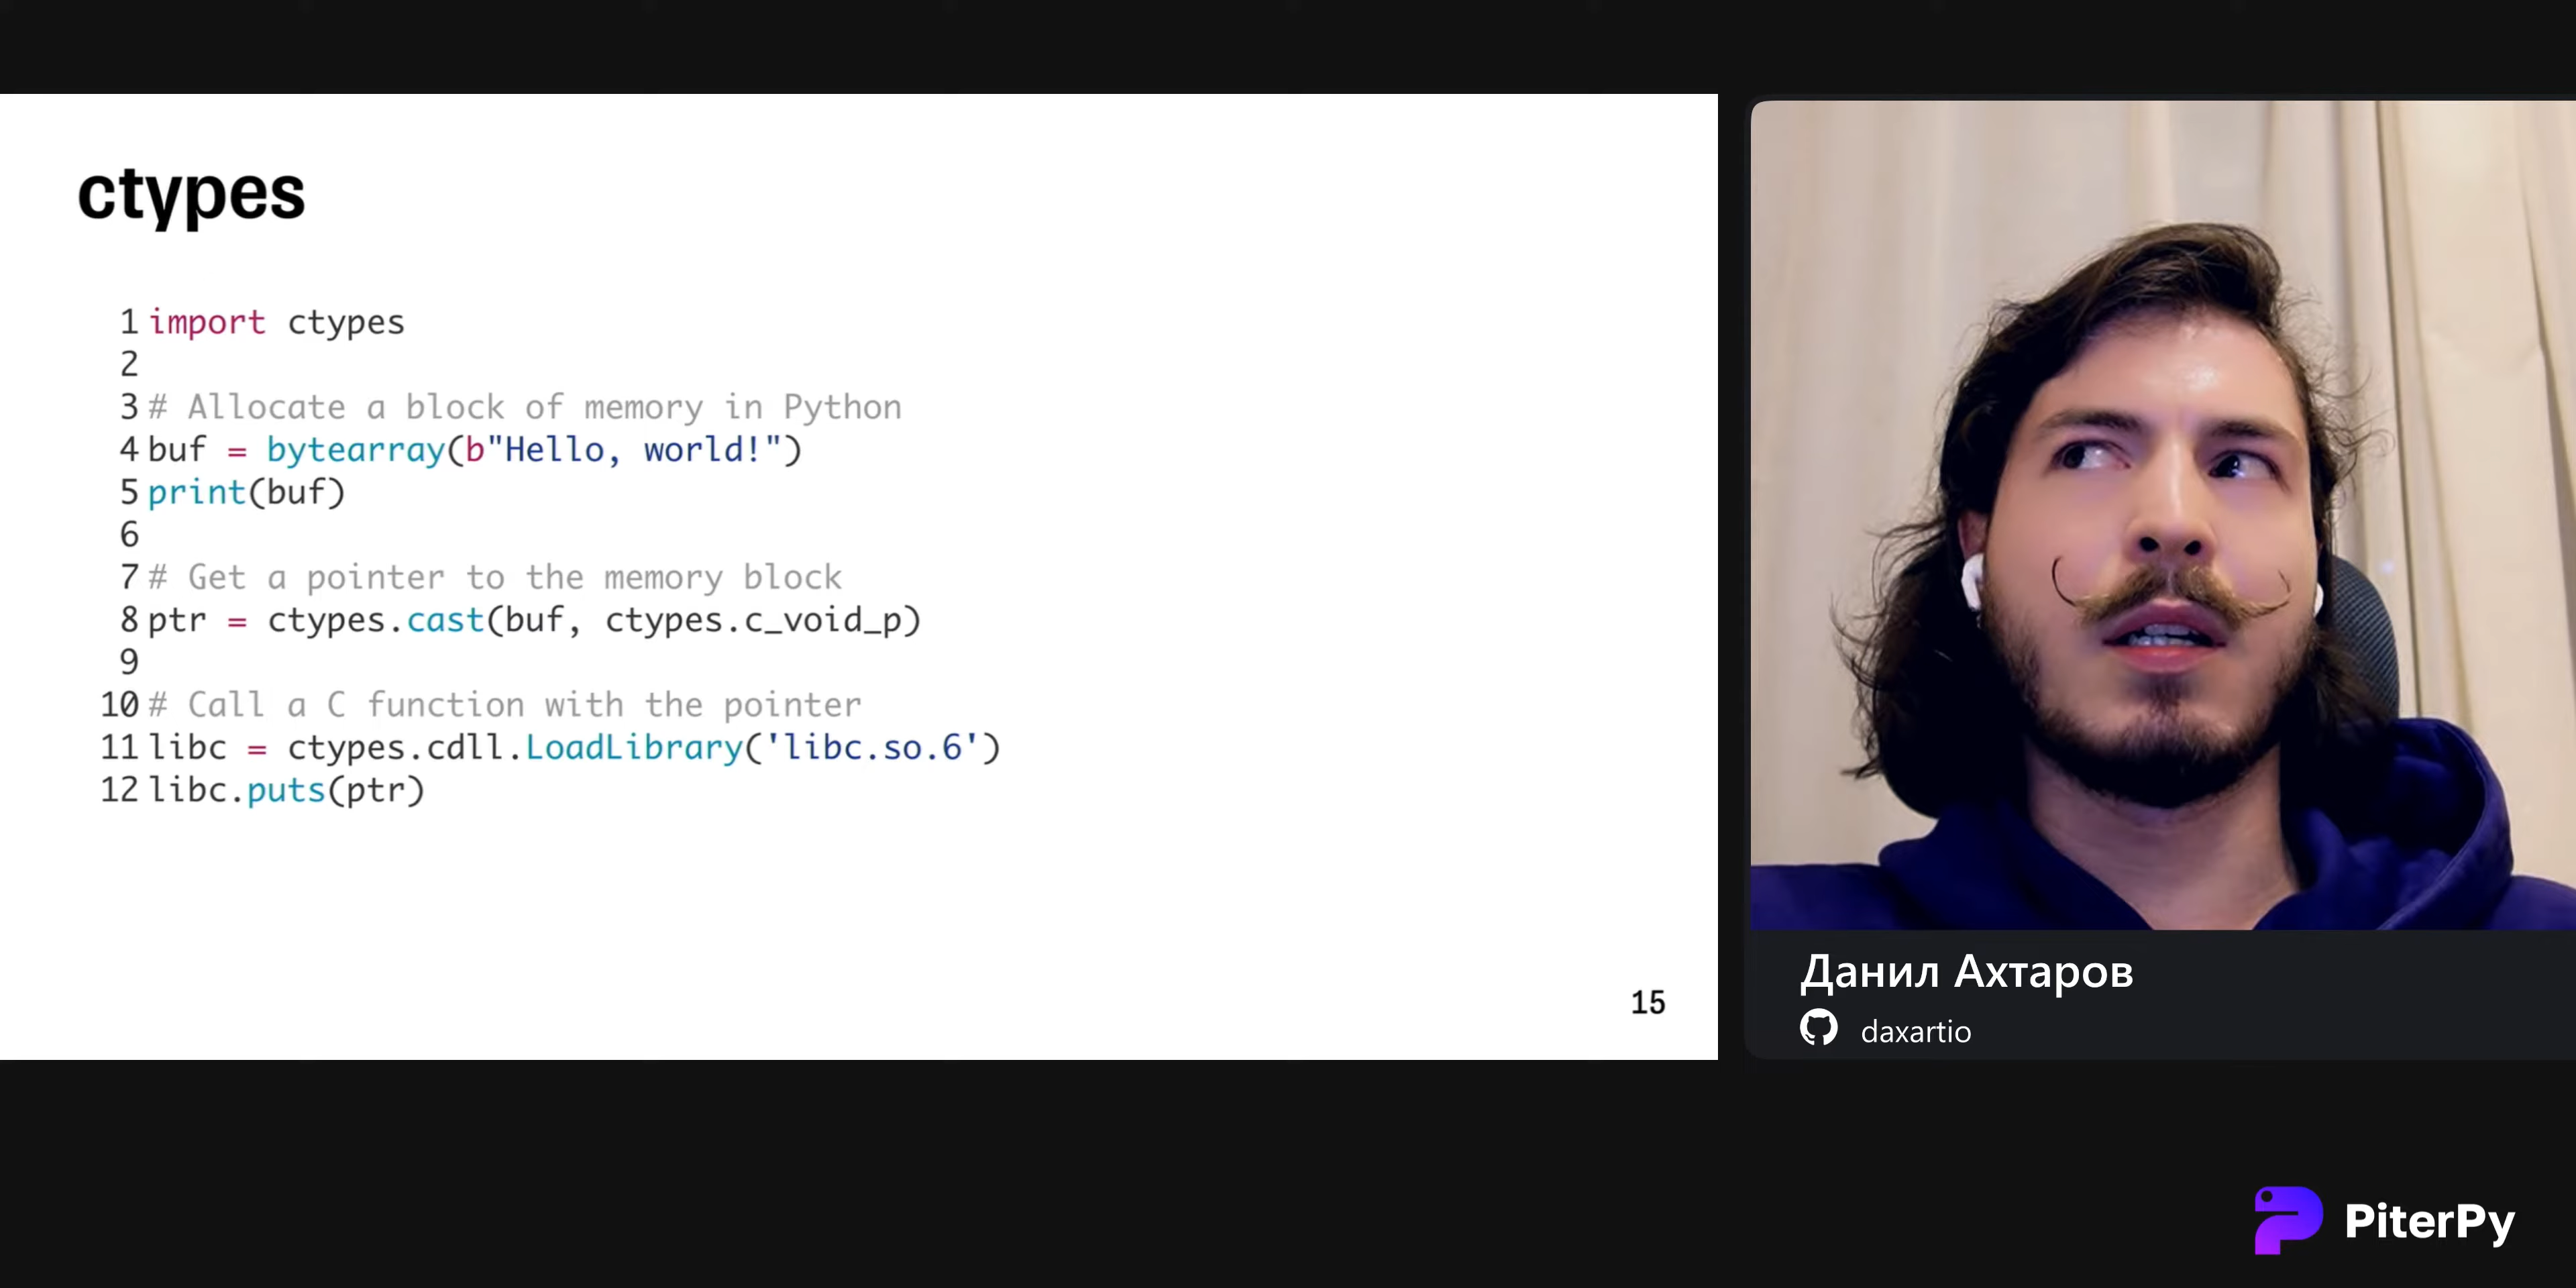 ctypes
1 import ctypes
2
3 # Allocate a block of memory in Python
4 buf = bytearray(b"Hello, world!")
5 print(buf)
6
7 # Get a pointer to the memory block
8 ptr = ctypes.cast(buf, ctypes.c_void_p)
9
10 # Call a C function with the pointer
11 libc = ctypes.cdll.LoadLibrary('libc.so.6')
12 libc.puts(ptr)
15
Данил Ахтаров
daxartio
PiterPy